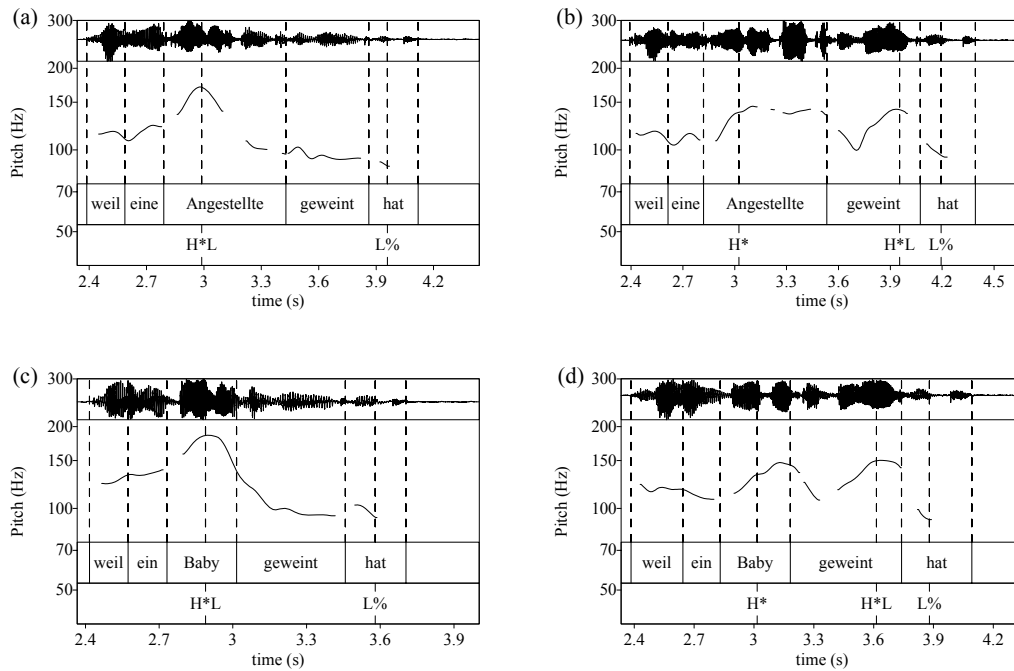 (a)
300
200
150
100
70
50
Pitch (Hz)
weil eine Angestellte geweint hat
H*L L%
2.4 2.7 3 3.3 3.6 3.9 4.2
time (s)
(b)
300
200
150
100
70
50
Pitch (Hz)
weil eine Angestellte geweint hat
H* H*L L%
2.4 2.7 3 3.3 3.6 3.9 4.2 4.5
time (s)
(c)
300
200
150
100
70
50
Pitch (Hz)
weil ein Baby geweint hat
H*L L%
2.4 2.7 3 3.3 3.6 3.9
time (s)
(d)
300
200
150
100
70
50
Pitch (Hz)
weil ein Baby geweint hat
H* H*L L%
2.4 2.7 3 3.3 3.6 3.9 4.2
time (s)